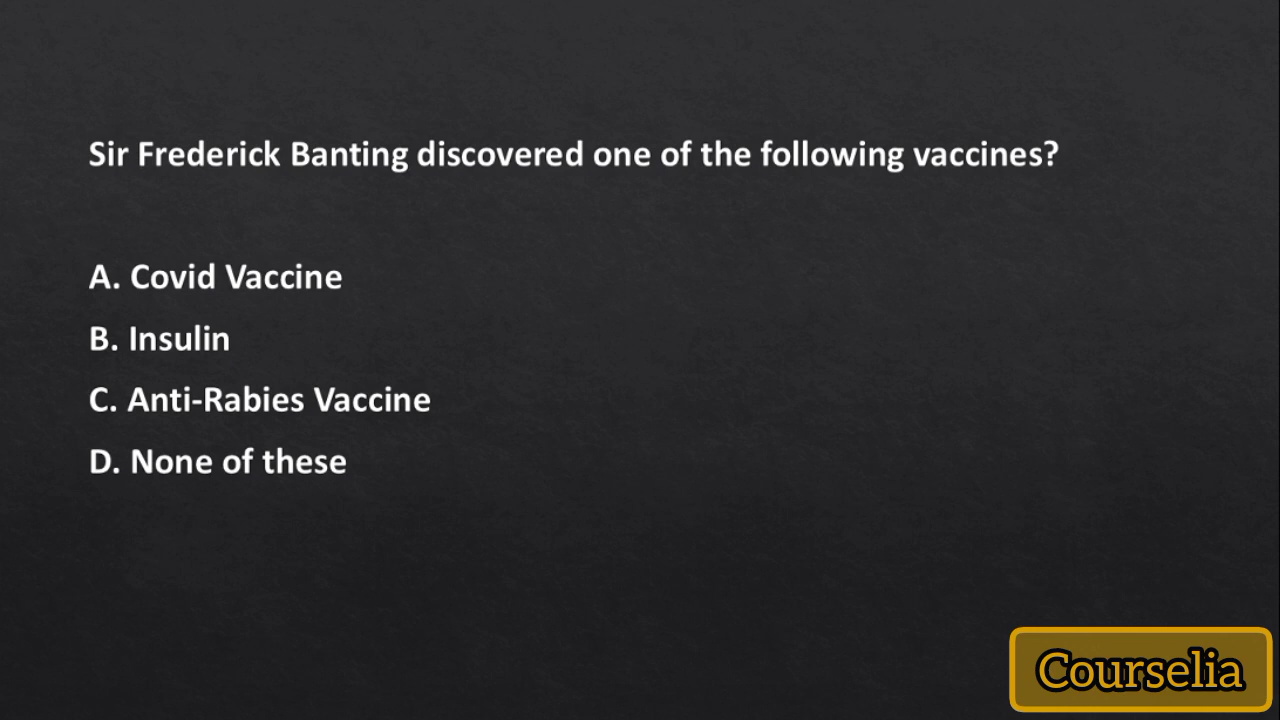 Sir Frederick Banting discovered one of the following vaccines?
A. Covid Vaccine
B. Insulin
C. Anti-Rabies Vaccine
D. None of these
Courselia